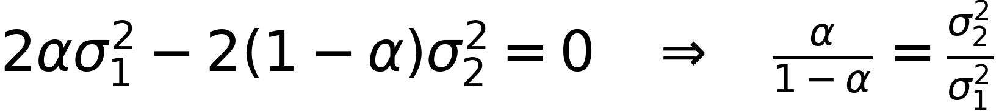 2ασ₁² − 2(1 − α)σ₂² = 0 ⇒ α/(1 − α) = σ₂²/σ₁²